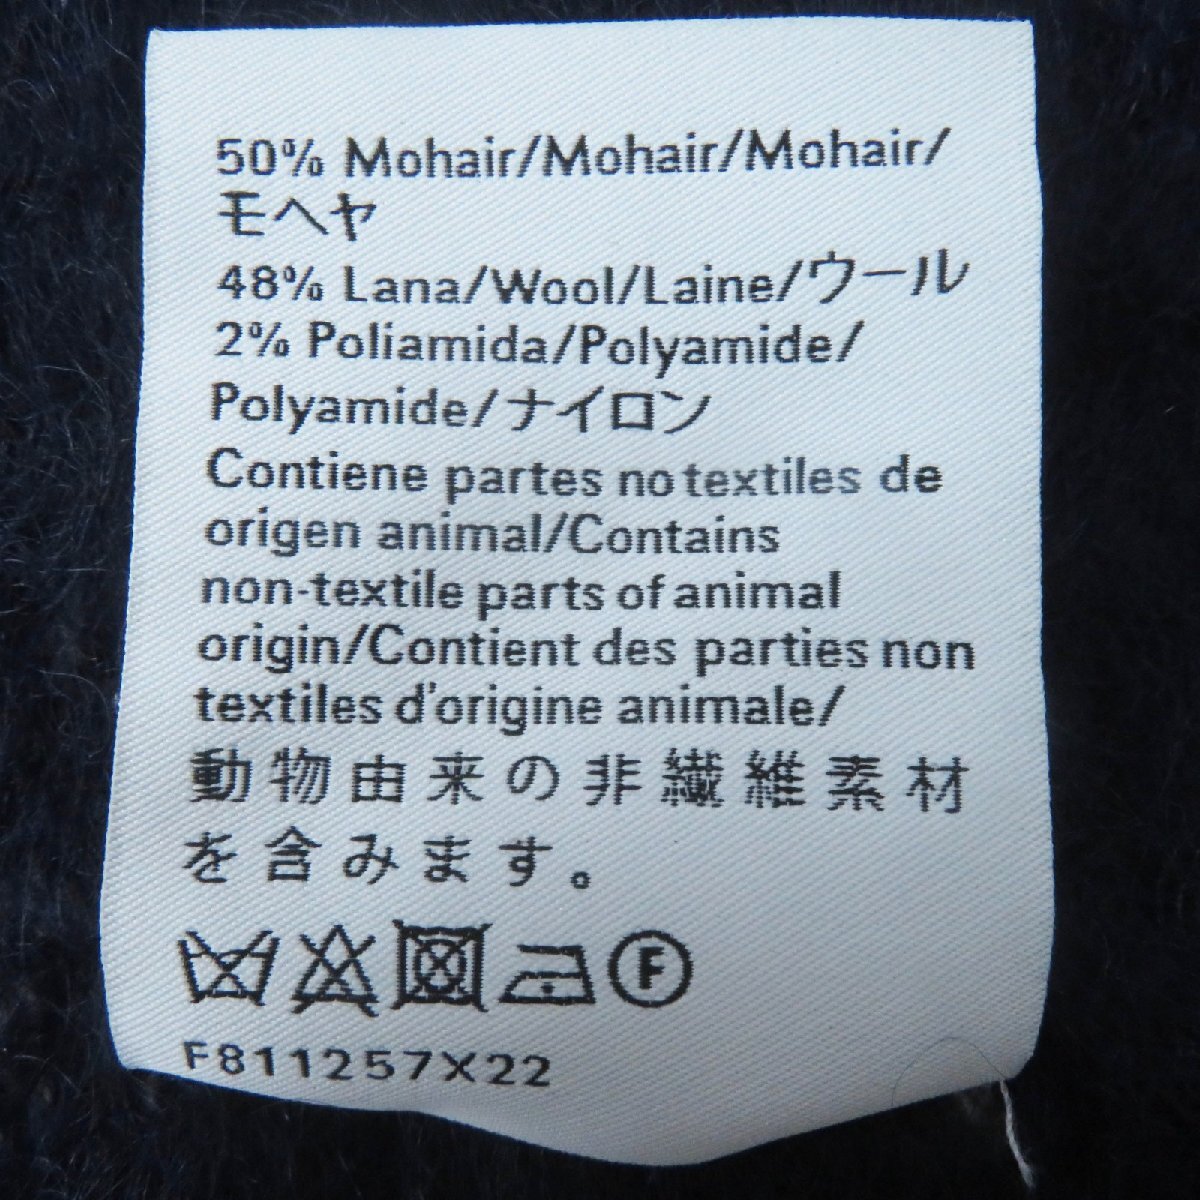 50% Mohair/Mohair/Mohair/
モヘヤ
48% Lana/Wool/Laine/ウール
2% Poliamida/Polyamide/
Polyamide/ナイロン
Contiene partes no textiles de
origen animal/Contains
non-textile parts of animal
origin/Contient des parties non
textiles d'origine animale/
動物由来の非繊維素材
を含みます。
F
F811257X22